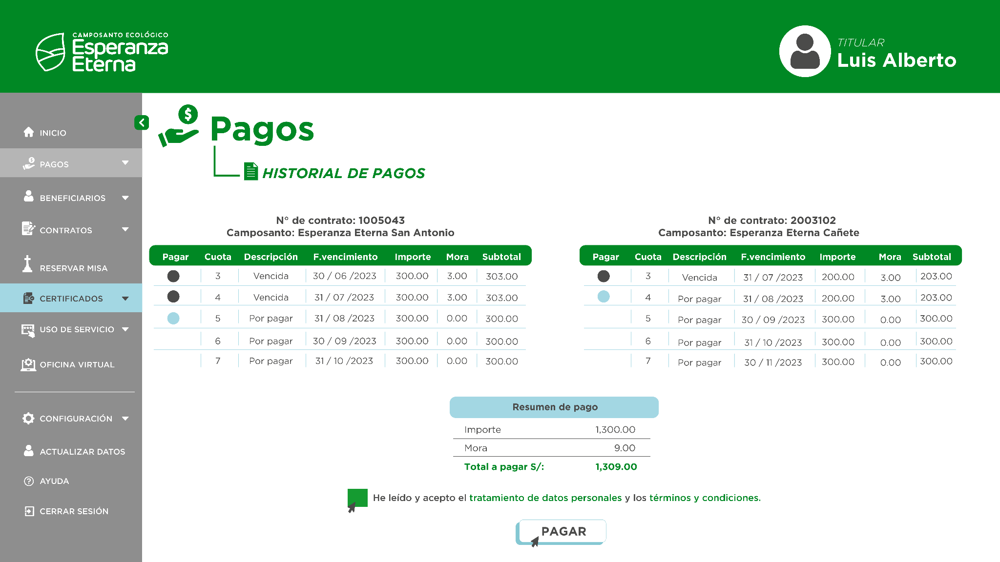 CAMPOSANTO ECOLÓGICO
Esperanza
Eterna
TITULAR
Luis Alberto
INICIO
PAGOS
BENEFICIARIOS
CONTRATOS
RESERVAR MISA
CERTIFICADOS
USO DE SERVICIO
OFICINA VIRTUAL
CONFIGURACIÓN
ACTUALIZAR DATOS
AYUDA
CERRAR SESIÓN
$ Pagos
HISTORIAL DE PAGOS
N° de contrato: 1005043
Camposanto: Esperanza Eterna San Antonio
Pagar Cuota Descripción F.vencimiento Importe Mora Subtotal
3 Vencida 30 / 06 /2023 300.00 3.00 303.00
4 Vencida 31 / 07 /2023 300.00 3.00 303.00
5 Por pagar 31 / 08 /2023 300.00 0.00 300.00
6 Por pagar 30 / 09 /2023 300.00 0.00 300.00
7 Por pagar 31 / 10 /2023 300.00 0.00 300.00
N° de contrato: 2003102
Camposanto: Esperanza Eterna Cañete
Pagar Cuota Descripción F.vencimiento Importe Mora Subtotal
3 Vencida 31 / 07 /2023 200.00 3.00 203.00
4 Por pagar 31 / 08 /2023 200.00 3.00 203.00
5 Por pagar 30 / 09 /2023 300.00 0.00 300.00
6 Por pagar 31 / 10 /2023 300.00 0.00 300.00
7 Por pagar 30 / 11 /2023 300.00 0.00 300.00
Resumen de pago
Importe 1,300.00
Mora 9.00
Total a pagar S/: 1,309.00
He leído y acepto el tratamiento de datos personales y los términos y condiciones.
PAGAR